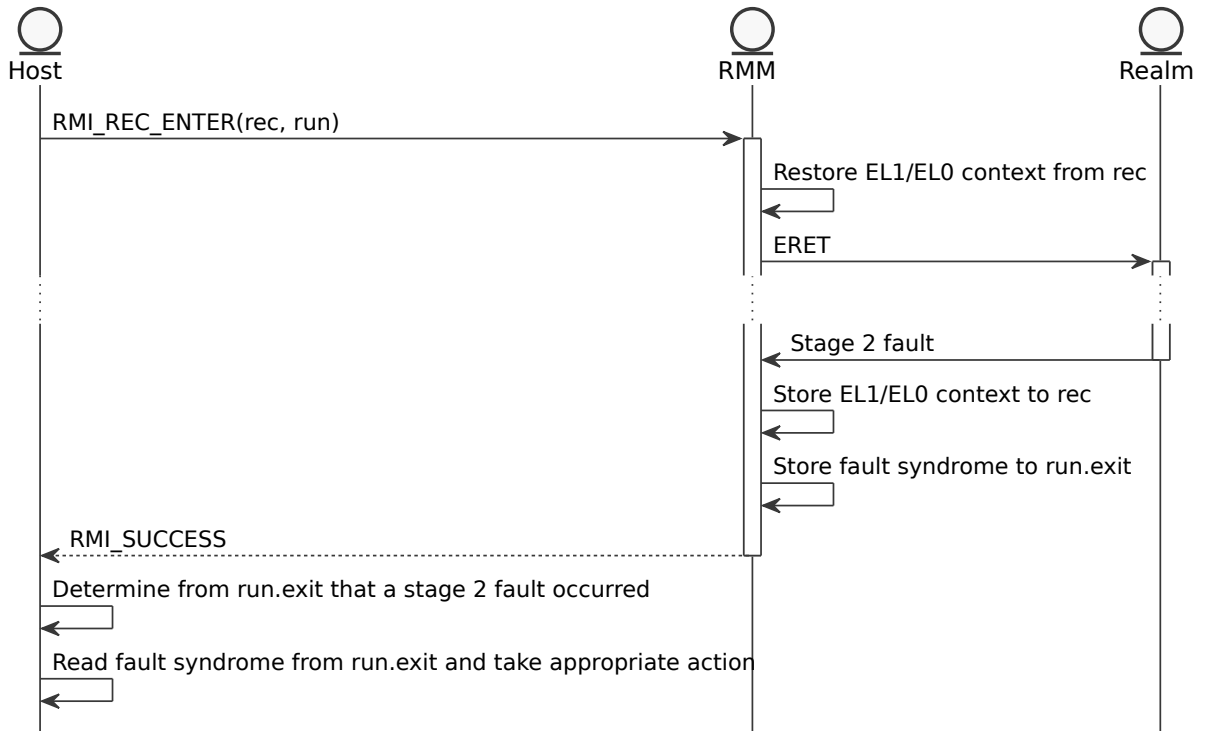 Host
RMM
Realm
RMI_REC_ENTER(rec, run)
Restore EL1/EL0 context from rec
ERET
Stage 2 fault
Store EL1/EL0 context to rec
Store fault syndrome to run.exit
RMI_SUCCESS
Determine from run.exit that a stage 2 fault occurred
Read fault syndrome from run.exit and take appropriate action